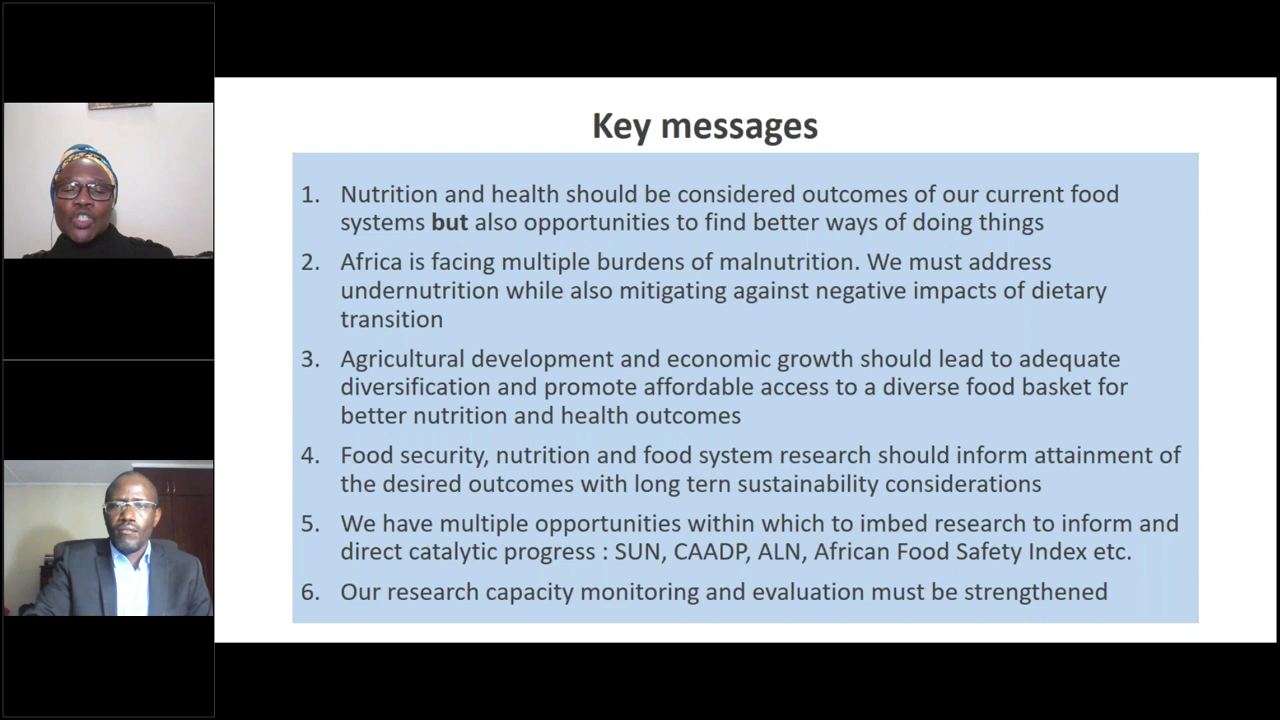 Key messages
1. Nutrition and health should be considered outcomes of our current food
systems but also opportunities to find better ways of doing things
2. Africa is facing multiple burdens of malnutrition. We must address
undernutrition while also mitigating against negative impacts of dietary
transition
3. Agricultural development and economic growth should lead to adequate
diversification and promote affordable access to a diverse food basket for
better nutrition and health outcomes
4. Food security, nutrition and food system research should inform attainment of
the desired outcomes with long tern sustainability considerations
5. We have multiple opportunities within which to imbed research to inform and
direct catalytic progress : SUN, CAADP, ALN, African Food Safety Index etc.
6. Our research capacity monitoring and evaluation must be strengthened